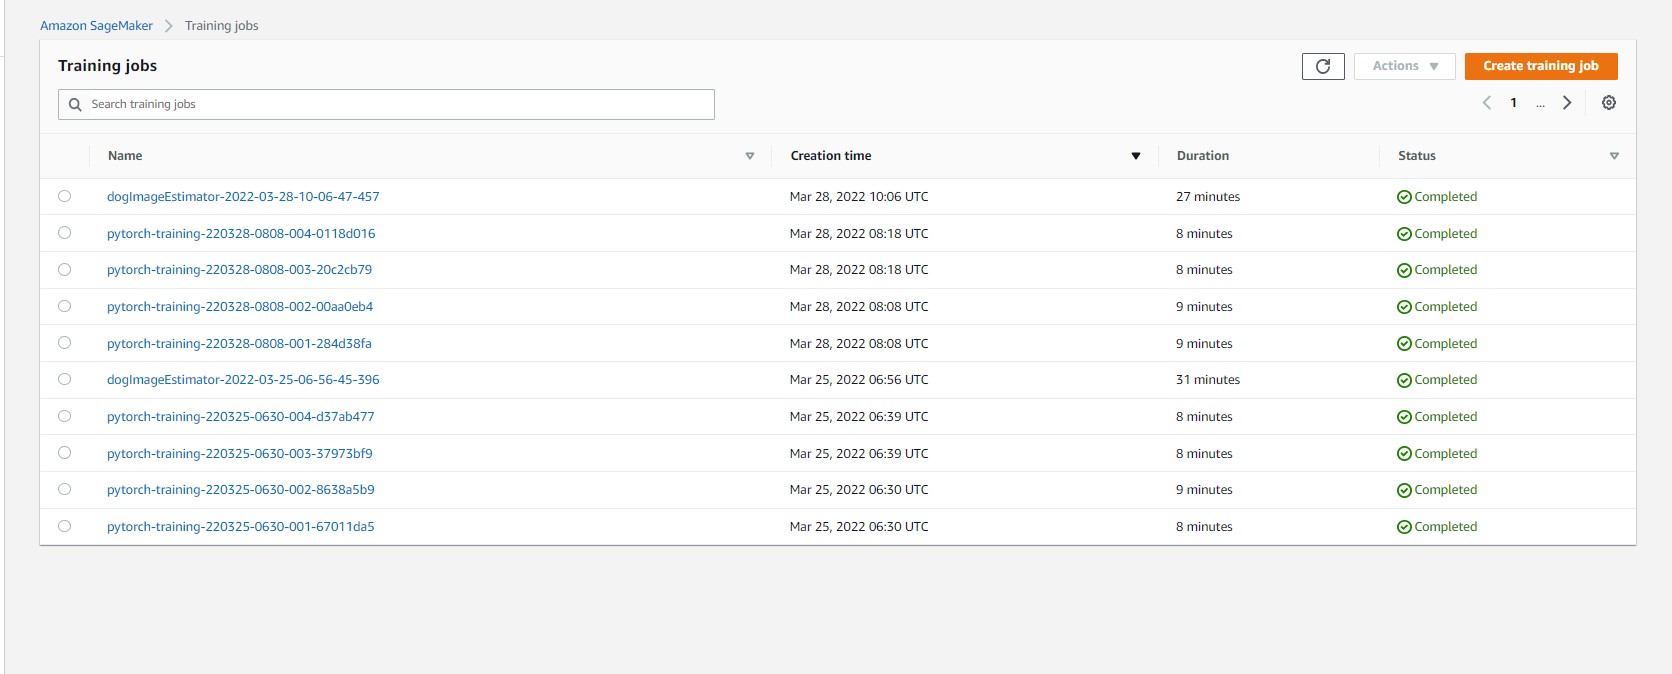 Amazon SageMaker > Training jobs
Training jobs
Actions
Create training job
Search training jobs
1 ...
Name Creation time Duration Status
dogImageEstimator-2022-03-28-10-06-47-457 Mar 28, 2022 10:06 UTC 27 minutes Completed
pytorch-training-220328-0808-004-0118d016 Mar 28, 2022 08:18 UTC 8 minutes Completed
pytorch-training-220328-0808-003-20c2cb79 Mar 28, 2022 08:18 UTC 8 minutes Completed
pytorch-training-220328-0808-002-00aa0eb4 Mar 28, 2022 08:08 UTC 9 minutes Completed
pytorch-training-220328-0808-001-284d38fa Mar 28, 2022 08:08 UTC 9 minutes Completed
dogImageEstimator-2022-03-25-06-56-45-396 Mar 25, 2022 06:56 UTC 31 minutes Completed
pytorch-training-220325-0630-004-d37ab477 Mar 25, 2022 06:39 UTC 8 minutes Completed
pytorch-training-220325-0630-003-37973bf9 Mar 25, 2022 06:39 UTC 8 minutes Completed
pytorch-training-220325-0630-002-8638a5b9 Mar 25, 2022 06:30 UTC 9 minutes Completed
pytorch-training-220325-0630-001-67011da5 Mar 25, 2022 06:30 UTC 8 minutes Completed